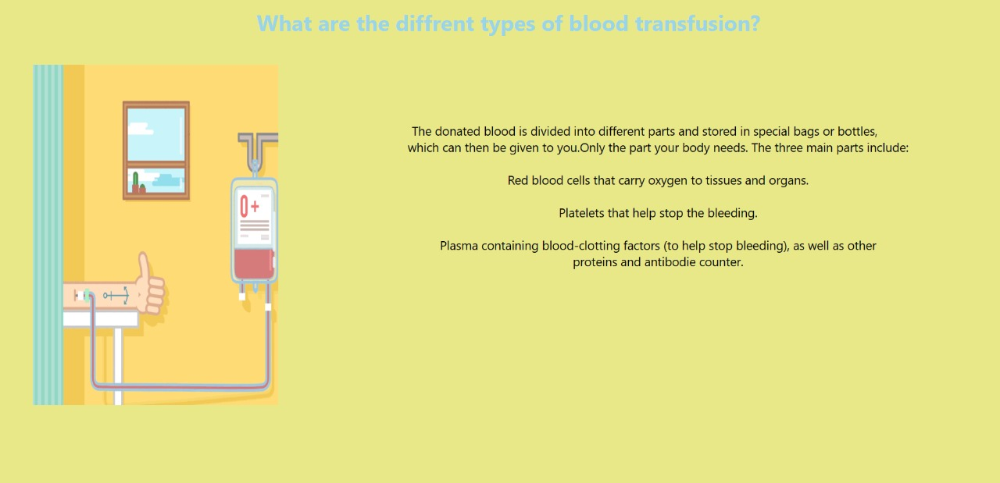 What are the diffrent types of blood transfusion?
The donated blood is divided into different parts and stored in special bags or bottles,
which can then be given to you.Only the part your body needs. The three main parts include:
Red blood cells that carry oxygen to tissues and organs.
Platelets that help stop the bleeding.
Plasma containing blood-clotting factors (to help stop bleeding), as well as other
proteins and antibodie counter.
0+